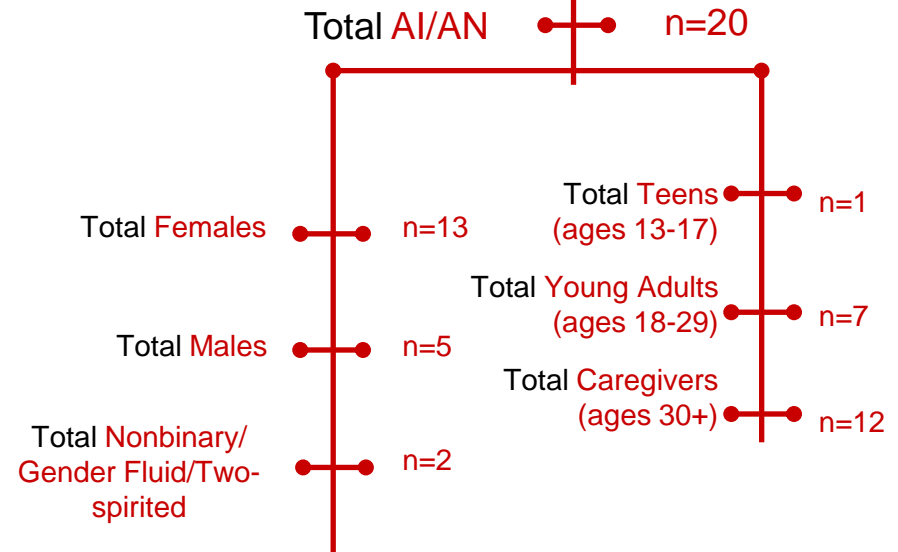 Total AI/AN n=20
Total Females n=13
Total Males n=5
Total Nonbinary/
Gender Fluid/Two-
spirited
n=2
Total Teens
(ages 13-17)
n=1
Total Young Adults
(ages 18-29)
n=7
Total Caregivers
(ages 30+)
n=12